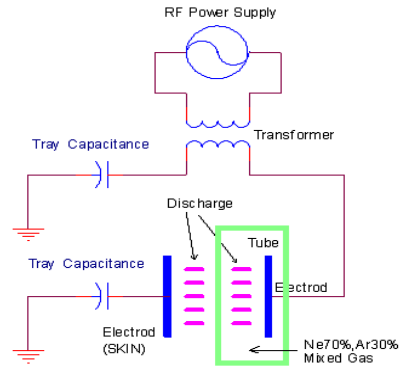 RF Power Supply
Transformer
Tray Capacitance
Discharge
Tube
Tray Capacitance
Electrod
Electrod
(SKIN)
Ne70%,Ar30%
Mixed Gas